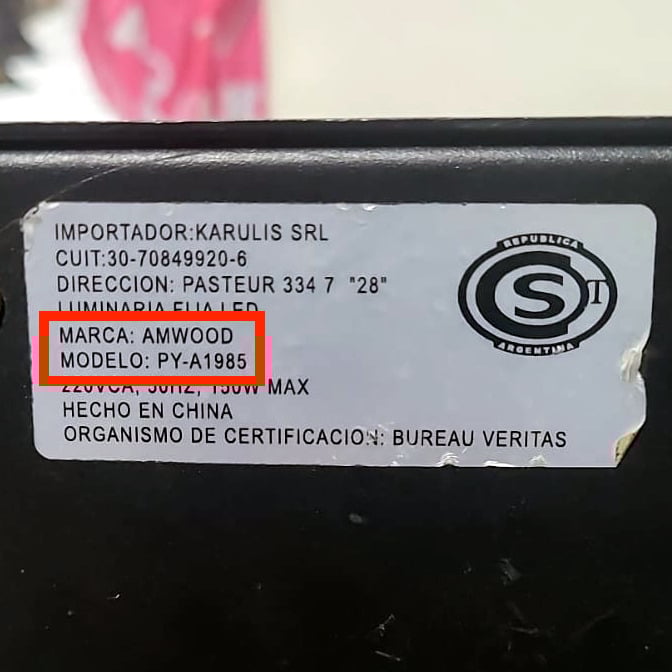 IMPORTADOR:KARULIS SRL
CUIT:30-70849920-6
DIRECCION: PASTEUR 334 7 "28"
LUMINARIA FIJA LED
MARCA: AMWOOD
MODELO: PY-A1985
220VCA, 50HZ, 150W MAX
HECHO EN CHINA
ORGANISMO DE CERTIFICACION: BUREAU VERITAS
REPUBLICA
S T
ARGENTINA